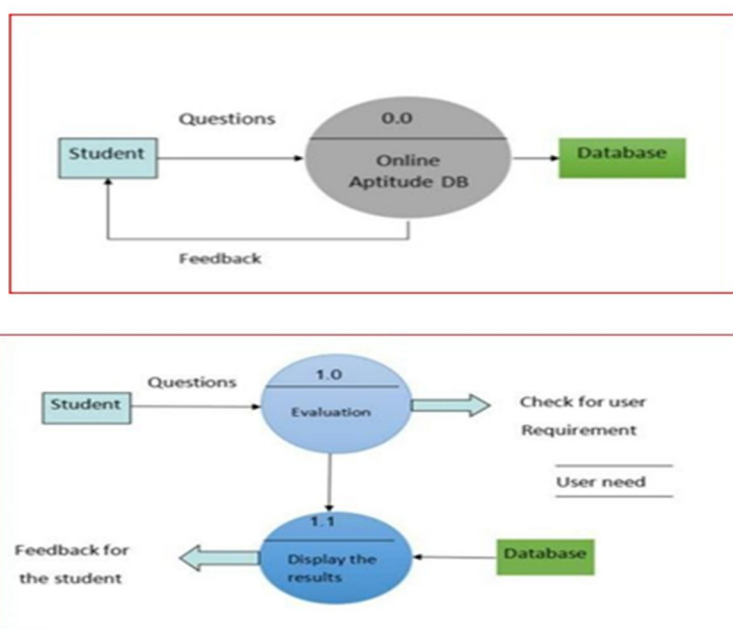 Questions
0.0
Student
Online
Aptitude DB
Database
Feedback
Questions
1.0
Student
Evaluation
Check for user
Requirement
User need
1.1
Feedback for
the student
Display the
results
Database